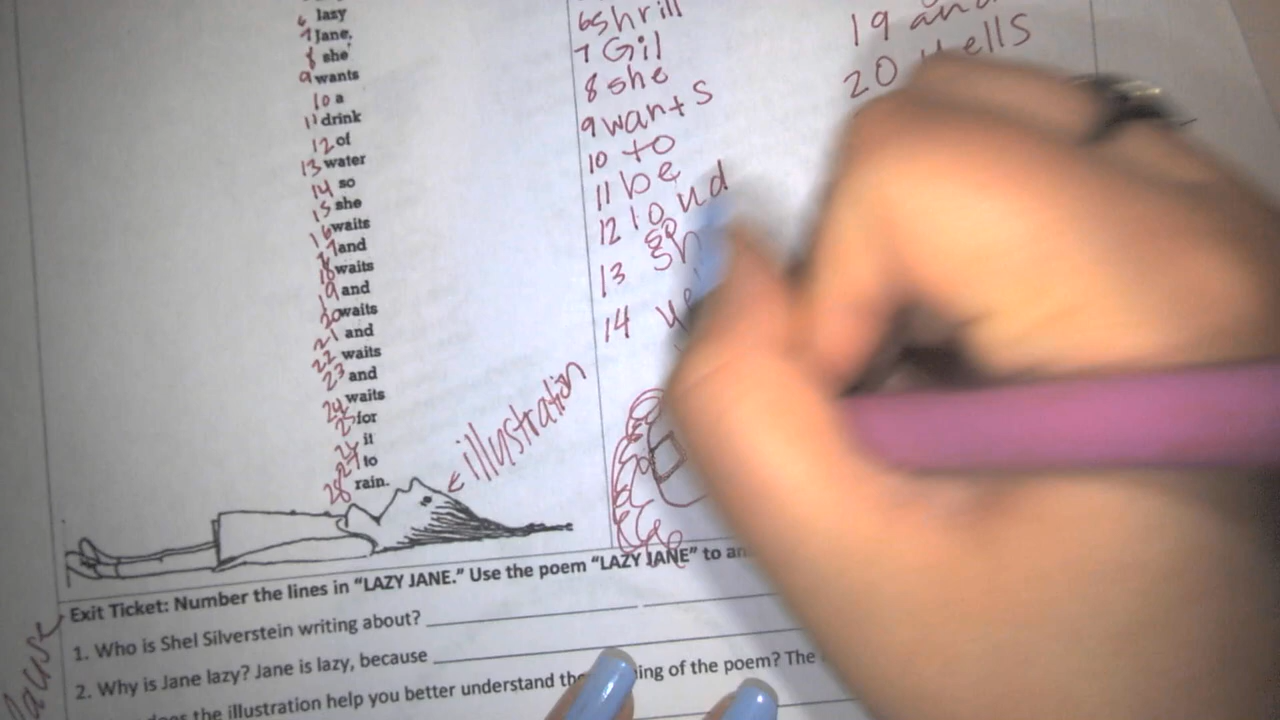 6 lazy
7 Jane,
8 she
9 wants
10 a
11 drink
12 of
13 water
14 so
15 she
16 waits
17 and
18 waits
19 and
20 waits
21 and
22 waits
23 and
24 waits
25 for
26 it
27 to
28 rain.
illustration
6 shrill
7 Gil
8 she
9 wants
10 to
11 be
12 loud
13 so
14
19 and
20
Exit Ticket: Number the lines in “LAZY JANE.” Use the poem “LAZY JANE” to
1. Who is Shel Silverstein writing about?
2. Why is Jane lazy? Jane is lazy, because
the illustration help you better understand the of the poem? The